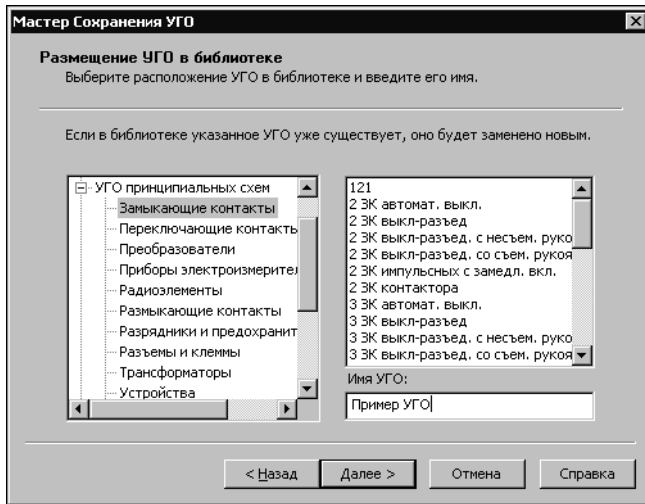 Мастер Сохранения УГО
Размещение УГО в библиотеке
Выберите расположение УГО в библиотеке и введите его имя.
Если в библиотеке указанное УГО уже существует, оно будет заменено новым.
УГО принципиальных схем
Замыкающие контакты
Переключающие контакть
Преобразователи
Приборы электроизмерител
Радиоэлементы
Размыкающие контакты
Разрядники и предохранит
Разъемы и клеммы
Трансформаторы
Устройства
121
2 ЗК автомат. выкл.
2 ЗК выкл-разъед
2 ЗК выкл-разъед. с несъем. руко
2 ЗК выкл-разъед. со съем. рукоя
2 ЗК импульсных с замедл. вкл.
2 ЗК контактора
3 ЗК автомат. выкл.
3 ЗК выкл-разъед
3 ЗК выкл-разъед. с несъем. руко
3 ЗК выкл-разъед. со съем. рукоя
Имя УГО:
Пример УГО
< Назад
Далее >
Отмена
Справка